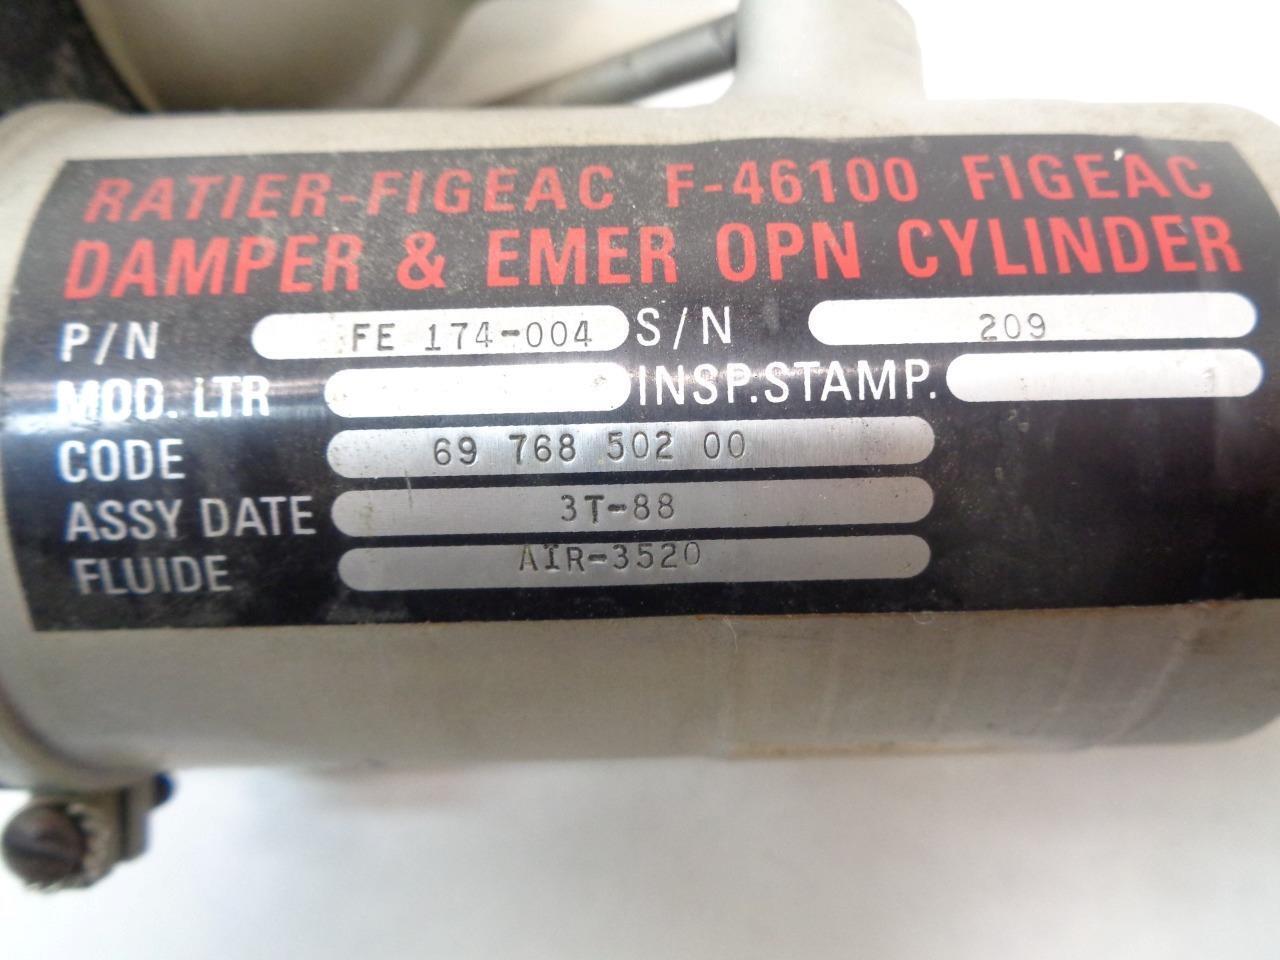 RATIER-FIGEAC F-46100 FIGEAC
DAMPER & EMER OPN CYLINDER
P/N FE 174-004 S/N 209
MOD. LTR INSP. STAMP.
CODE 69 768 502 00
ASSY DATE 3T-88
FLUIDE AIR-3520